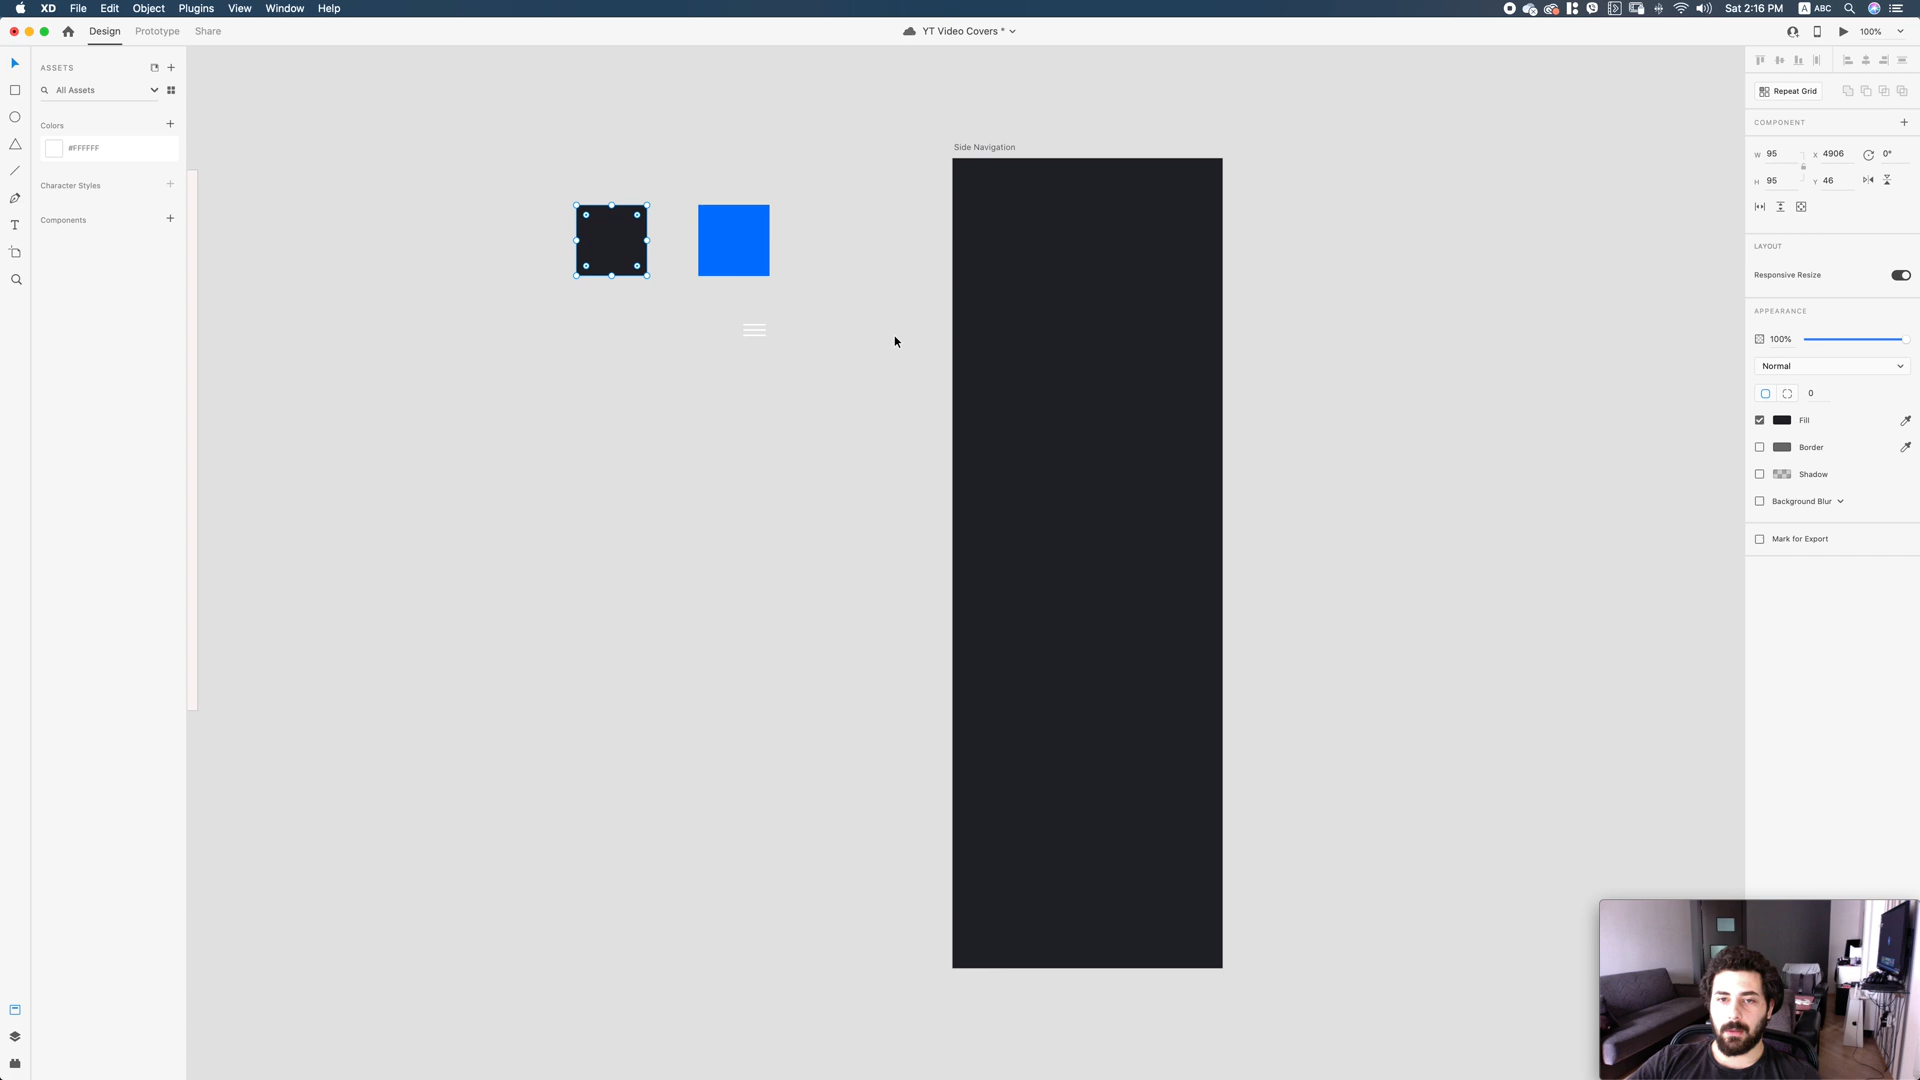 XD File Edit Object Plugins View Window Help
Sat 2:16 PM
A ABC
Design Prototype Share
YT Video Covers *
100%
ASSETS
All Assets
Colors
#FFFFFF
Character Styles
Components
Side Navigation
Repeat Grid
COMPONENT
W 95 X 4906 0°
H 95 Y 46
LAYOUT
Responsive Resize
APPEARANCE
100%
Normal
0
Fill
Border
Shadow
Background Blur
Mark for Export